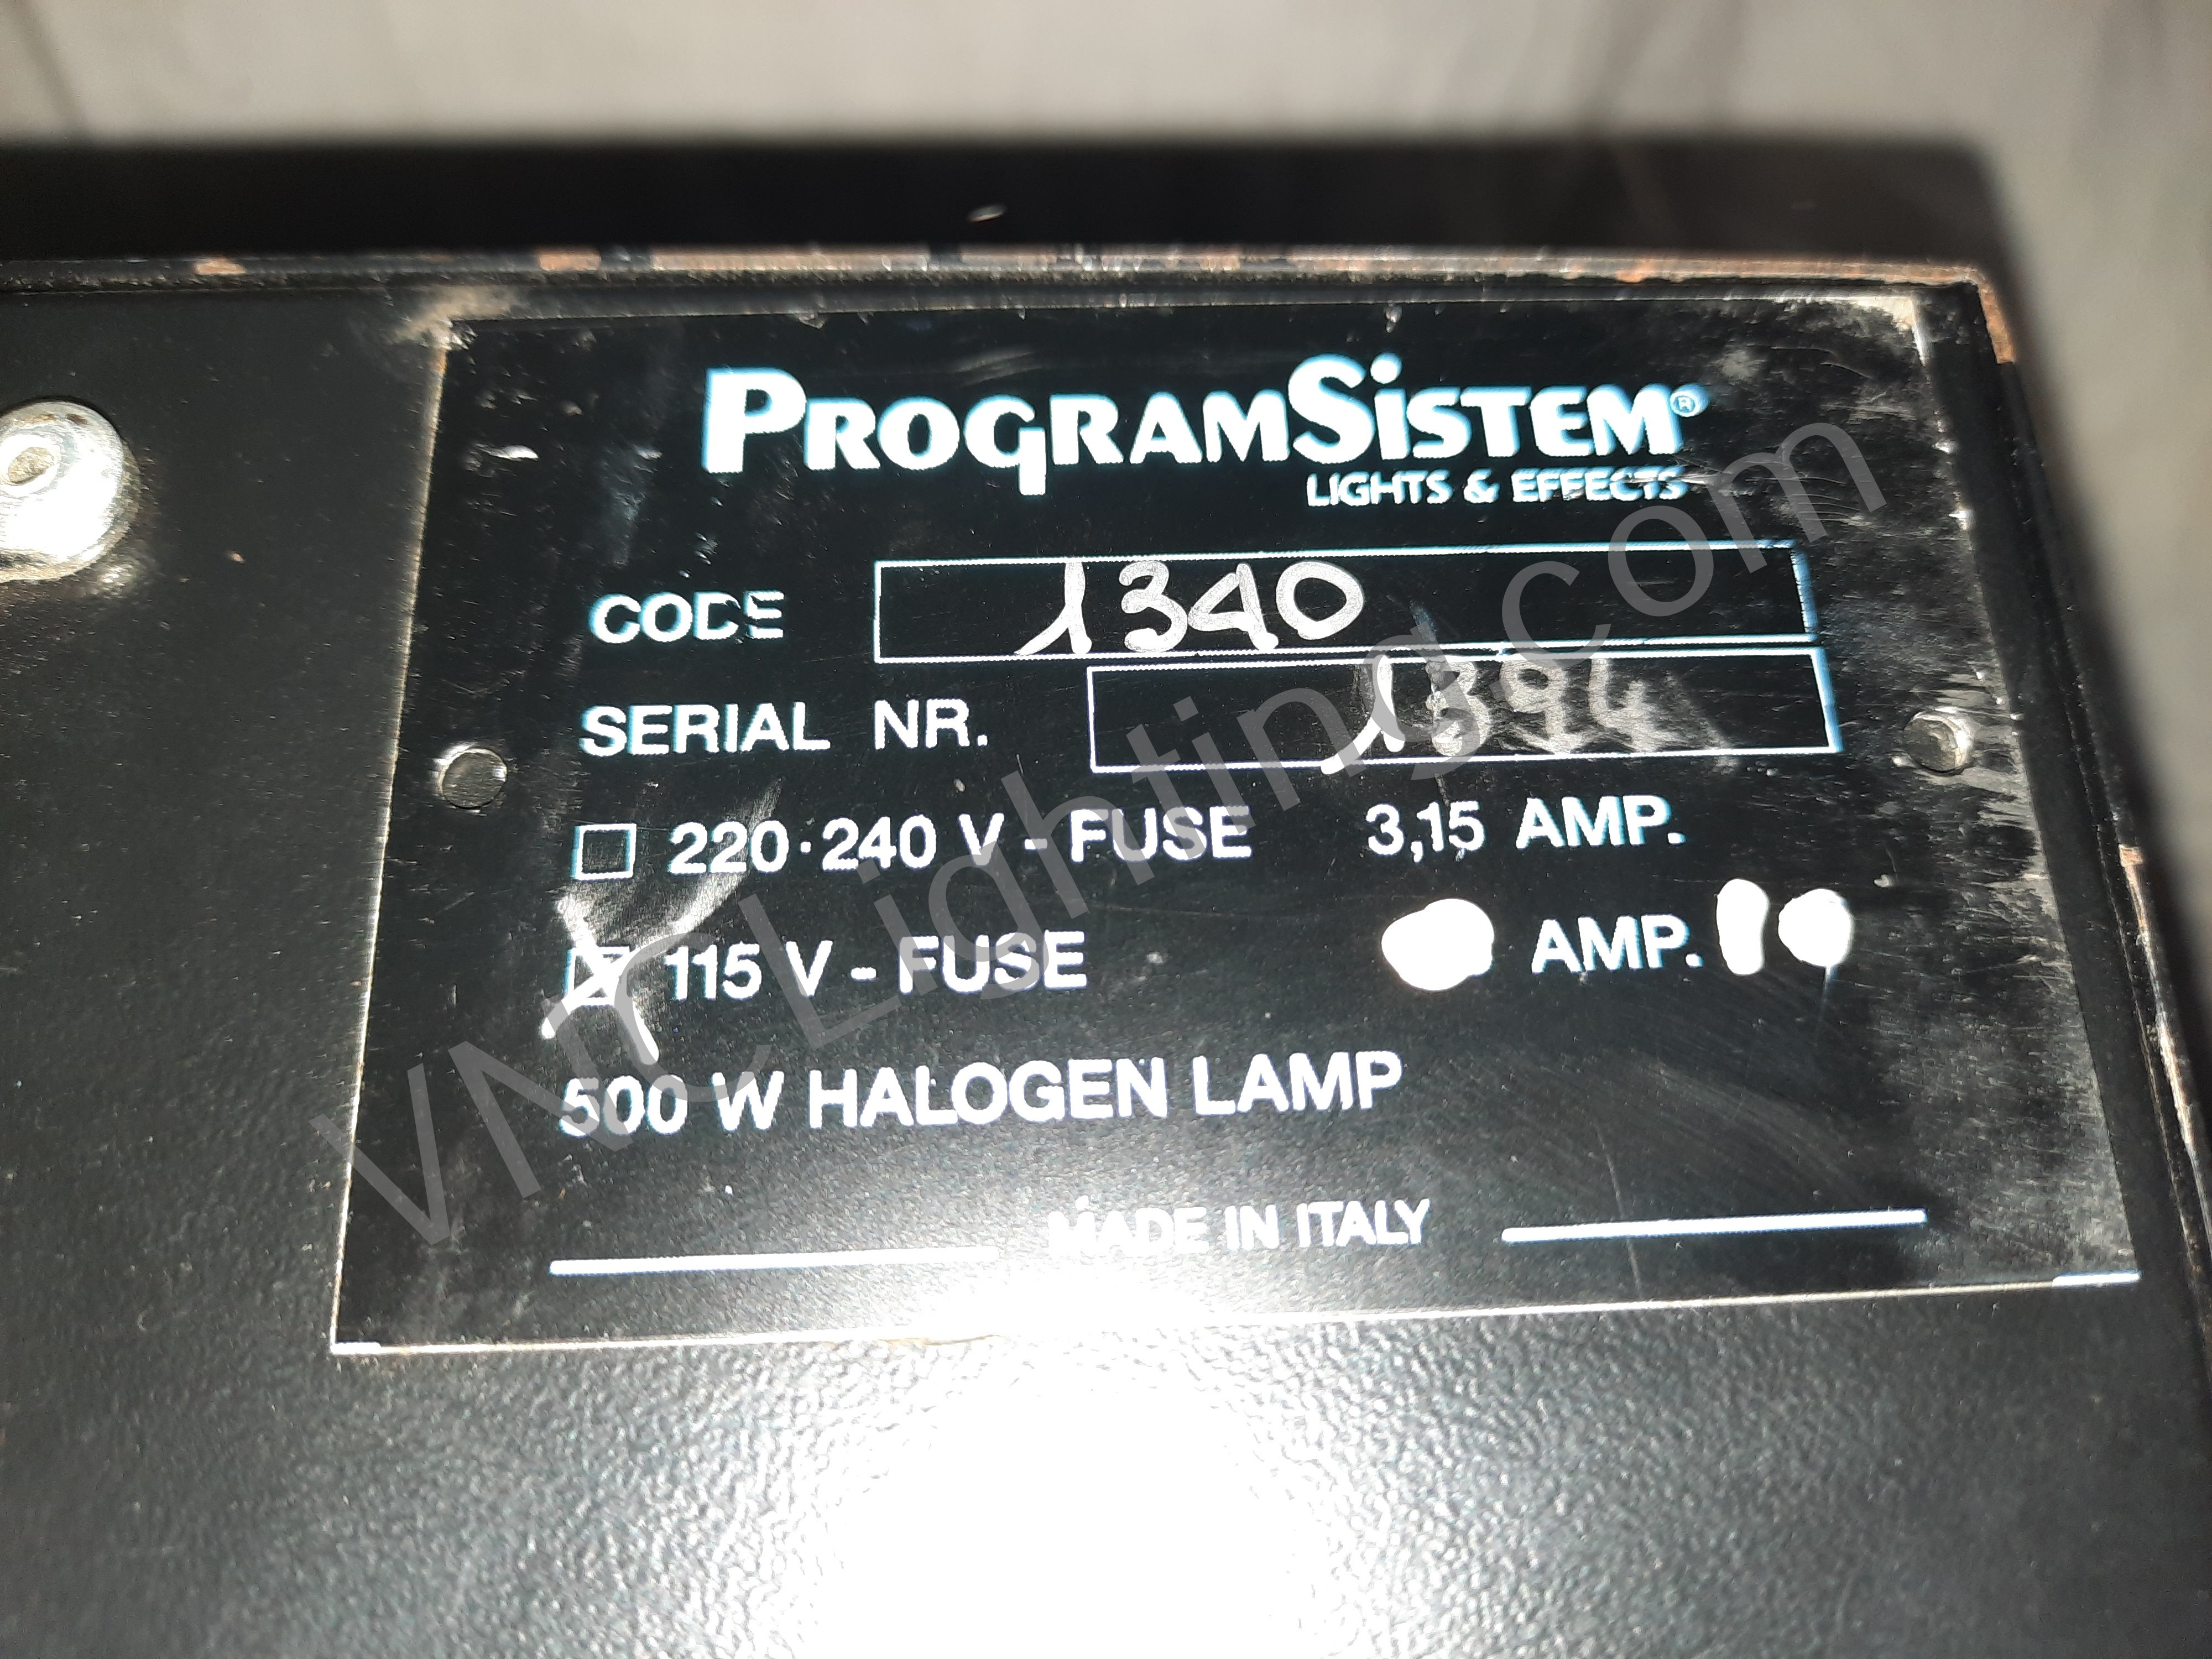 PROGRAMSISTEM®
LIGHTS & EFFECTS
CODE 1340
SERIAL NR. 1394
220·240 V - FUSE 3,15 AMP.
115 V - FUSE AMP. 10
500 W HALOGEN LAMP
MADE IN ITALY
VNCLighting.com